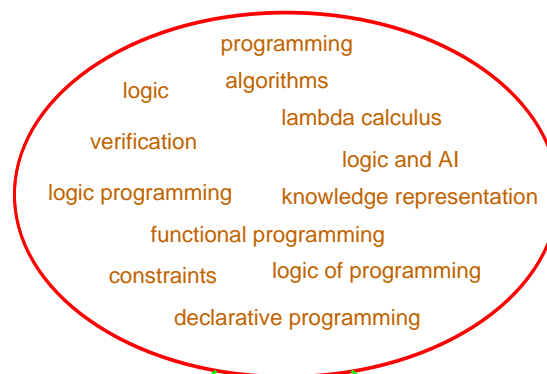 programming
algorithms
logic
lambda calculus
verification
logic and AI
logic programming
knowledge representation
functional programming
logic of programming
constraints
declarative programming